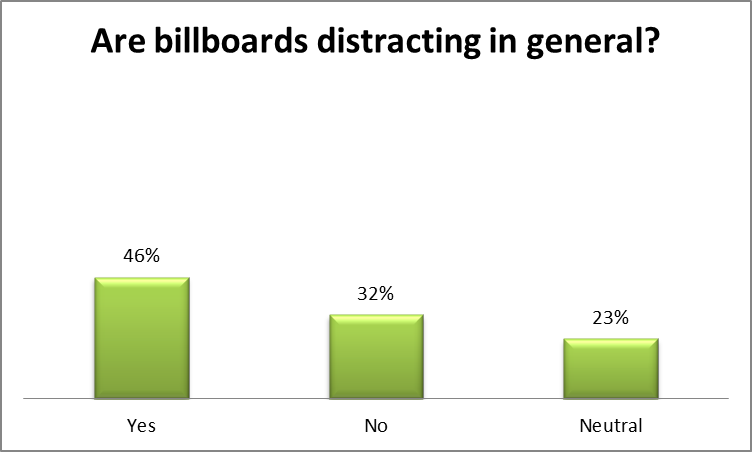 Are billboards distracting in general?
46%
32%
23%
Yes
No
Neutral